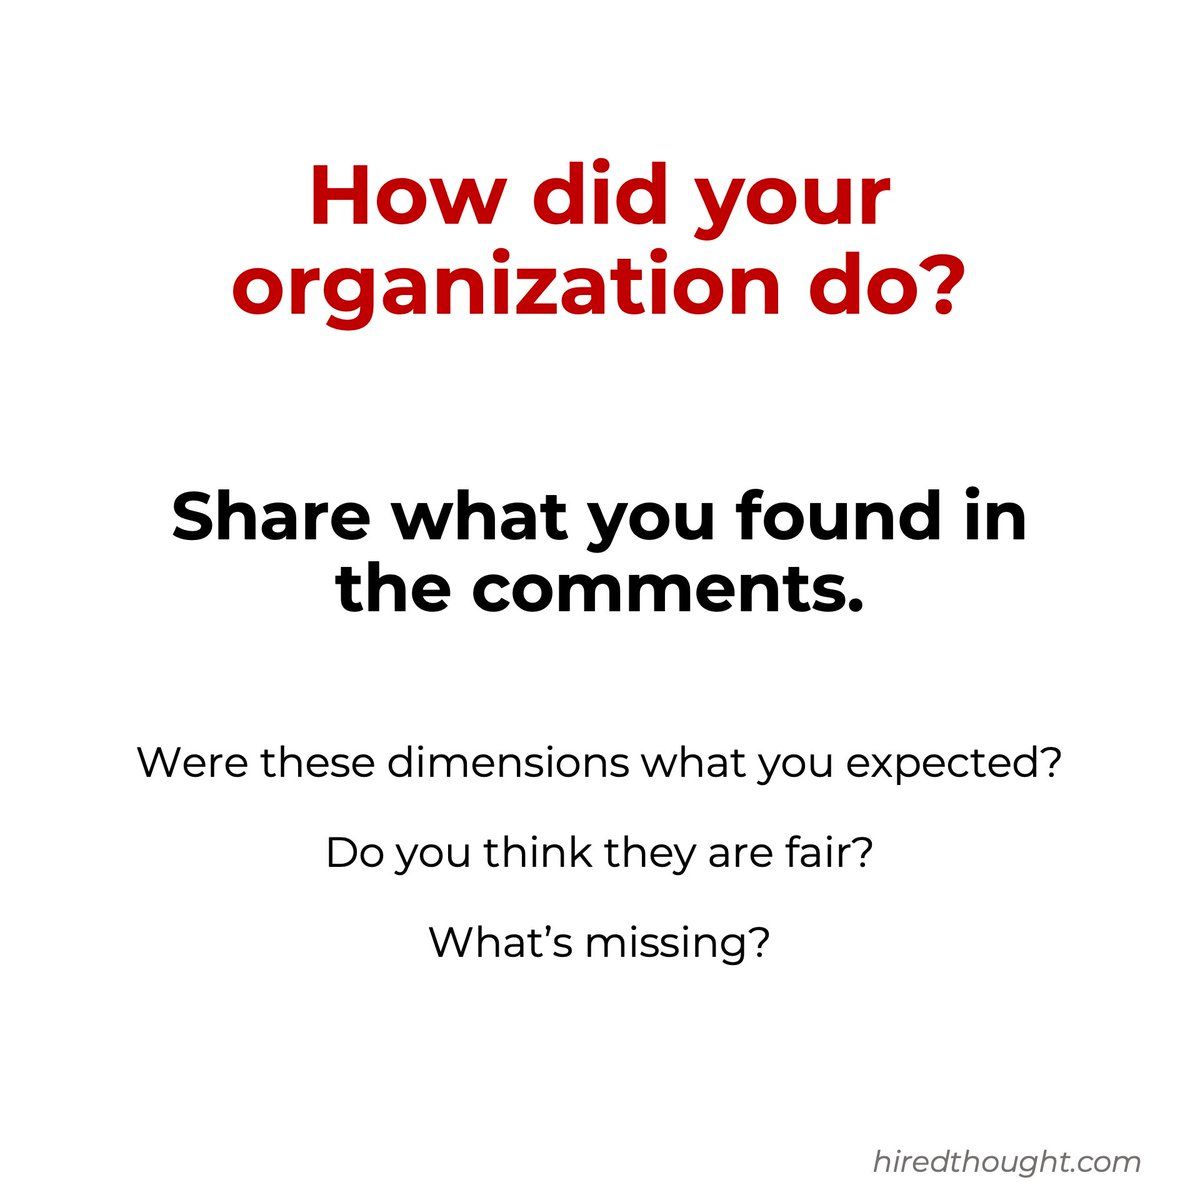 How did your
organization do?
Share what you found in
the comments.
Were these dimensions what you expected?
Do you think they are fair?
What’s missing?
hiredthought.com